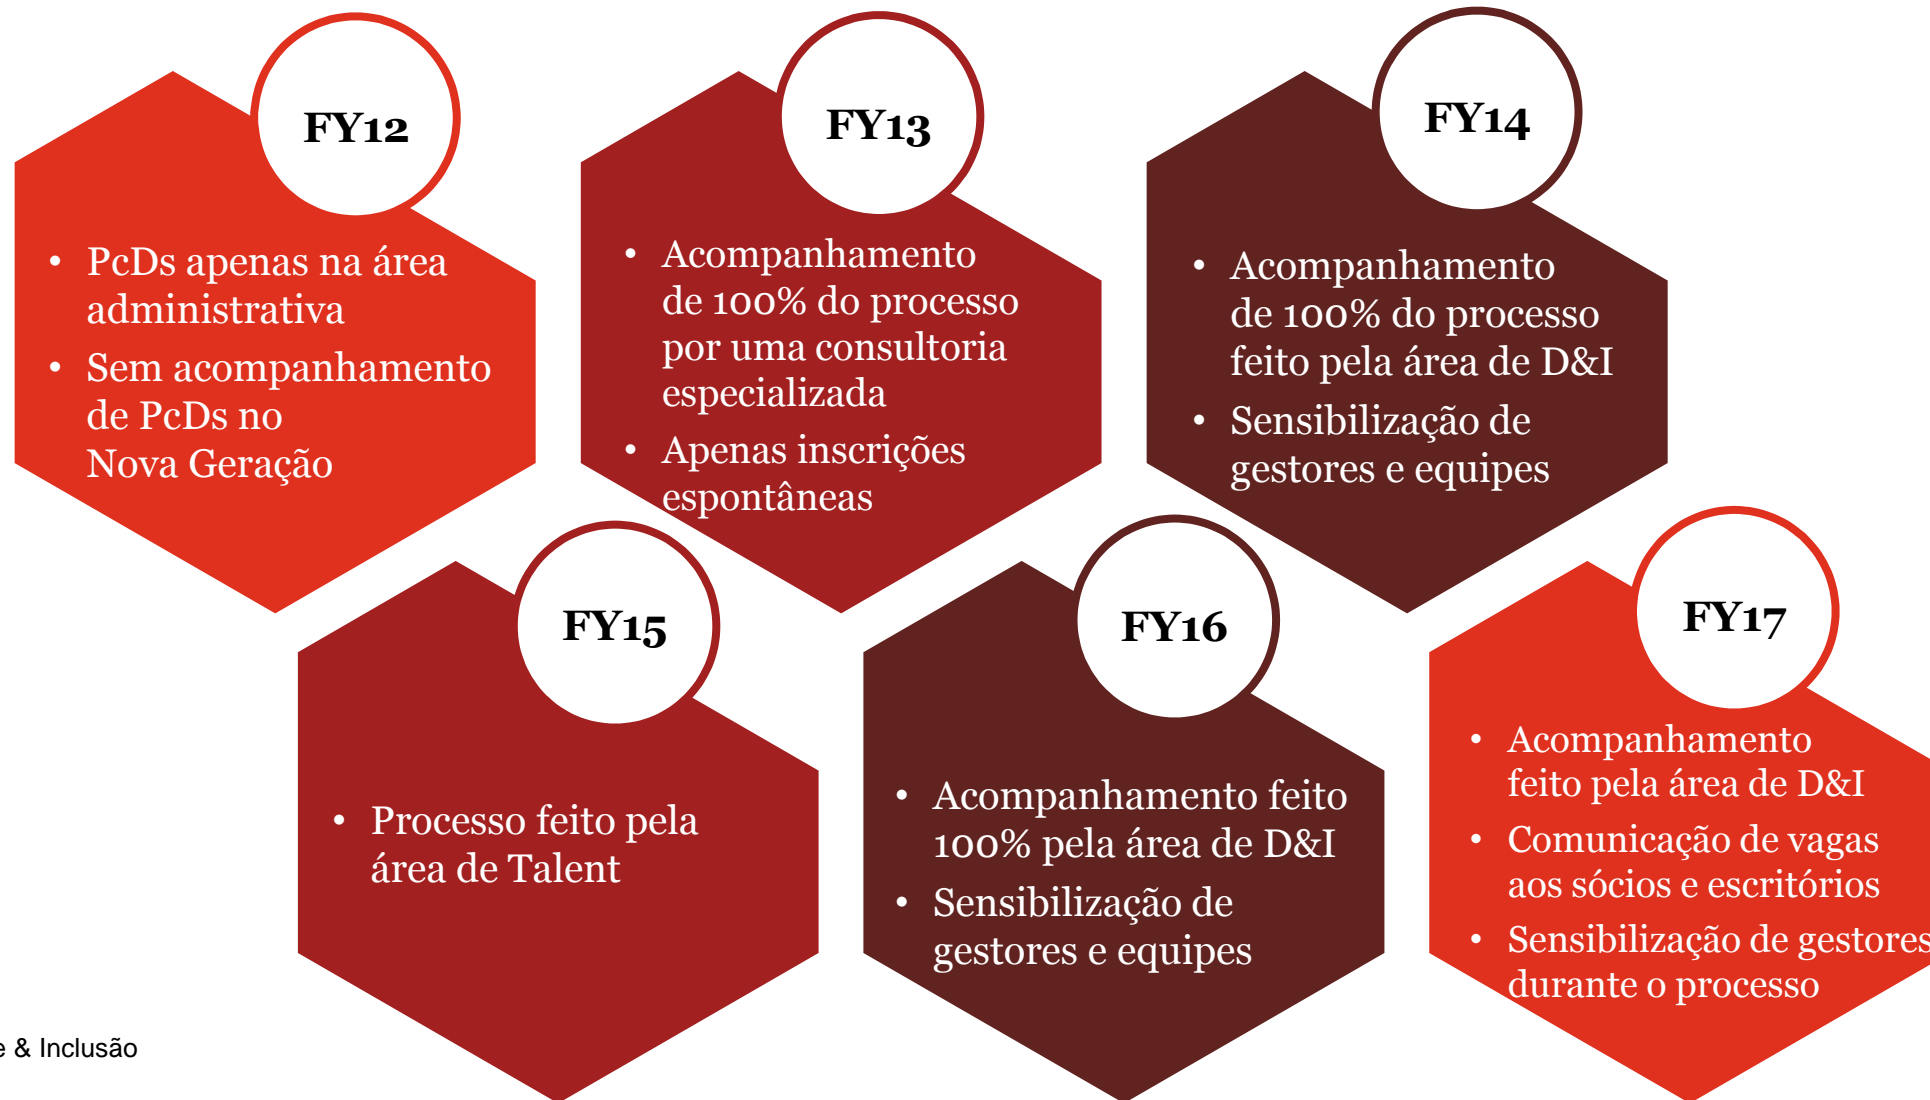 FY12
• PcDs apenas na área
administrativa
• Sem acompanhamento
de PcDs no
Nova Geração
FY13
• Acompanhamento
de 100% do processo
por uma consultoria
especializada
• Apenas inscrições
espontâneas
FY14
• Acompanhamento
de 100% do processo
feito pela área de D&I
• Sensibilização de
gestores e equipes
FY15
• Processo feito pela
área de Talent
FY16
• Acompanhamento feito
100% pela área de D&I
• Sensibilização de
gestores e equipes
FY17
• Acompanhamento
feito pela área de D&I
• Comunicação de vagas
aos sócios e escritórios
• Sensibilização de gestores
durante o processo
e & Inclusão